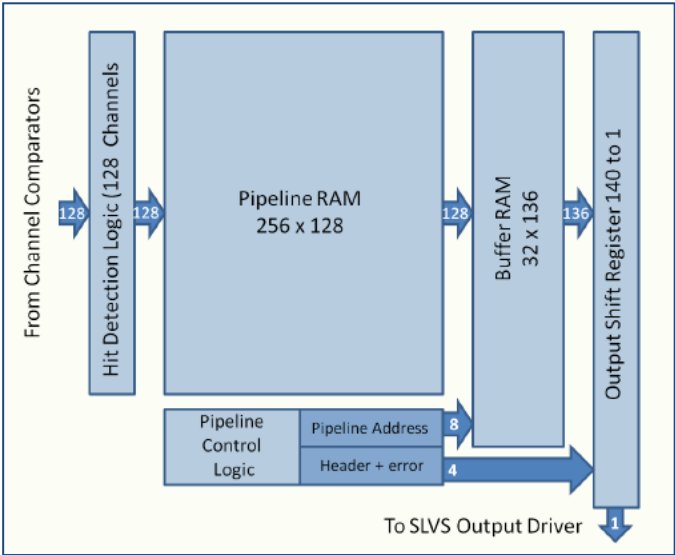 From Channel Comparators
128
Hit Detection Logic (128 Channels
128
Pipeline RAM
256 x 128
128
Buffer RAM
32 x 136
136
Output Shift Register 140 to 1
Pipeline
Control
Logic
Pipeline Address
8
Header + error
4
To SLVS Output Driver
1